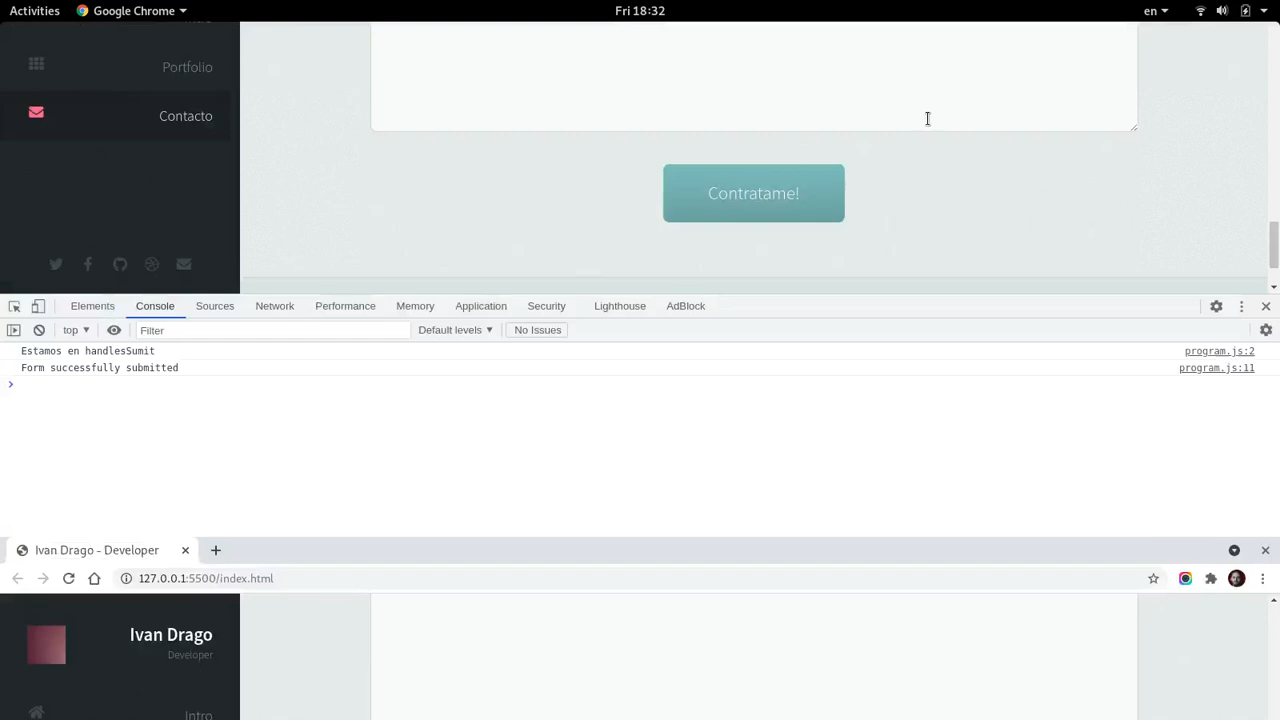 Activities Google Chrome Fri 18:32 en
Portfolio
Contacto
Contratame!
Elements Console Sources Network Performance Memory Application Security Lighthouse AdBlock
top Filter Default levels No Issues
Estamos en handlesSumit program.js:2
Form successfully submitted program.js:11
>
Ivan Drago - Developer
127.0.0.1:5500/index.html
Ivan Drago
Developer
Intro